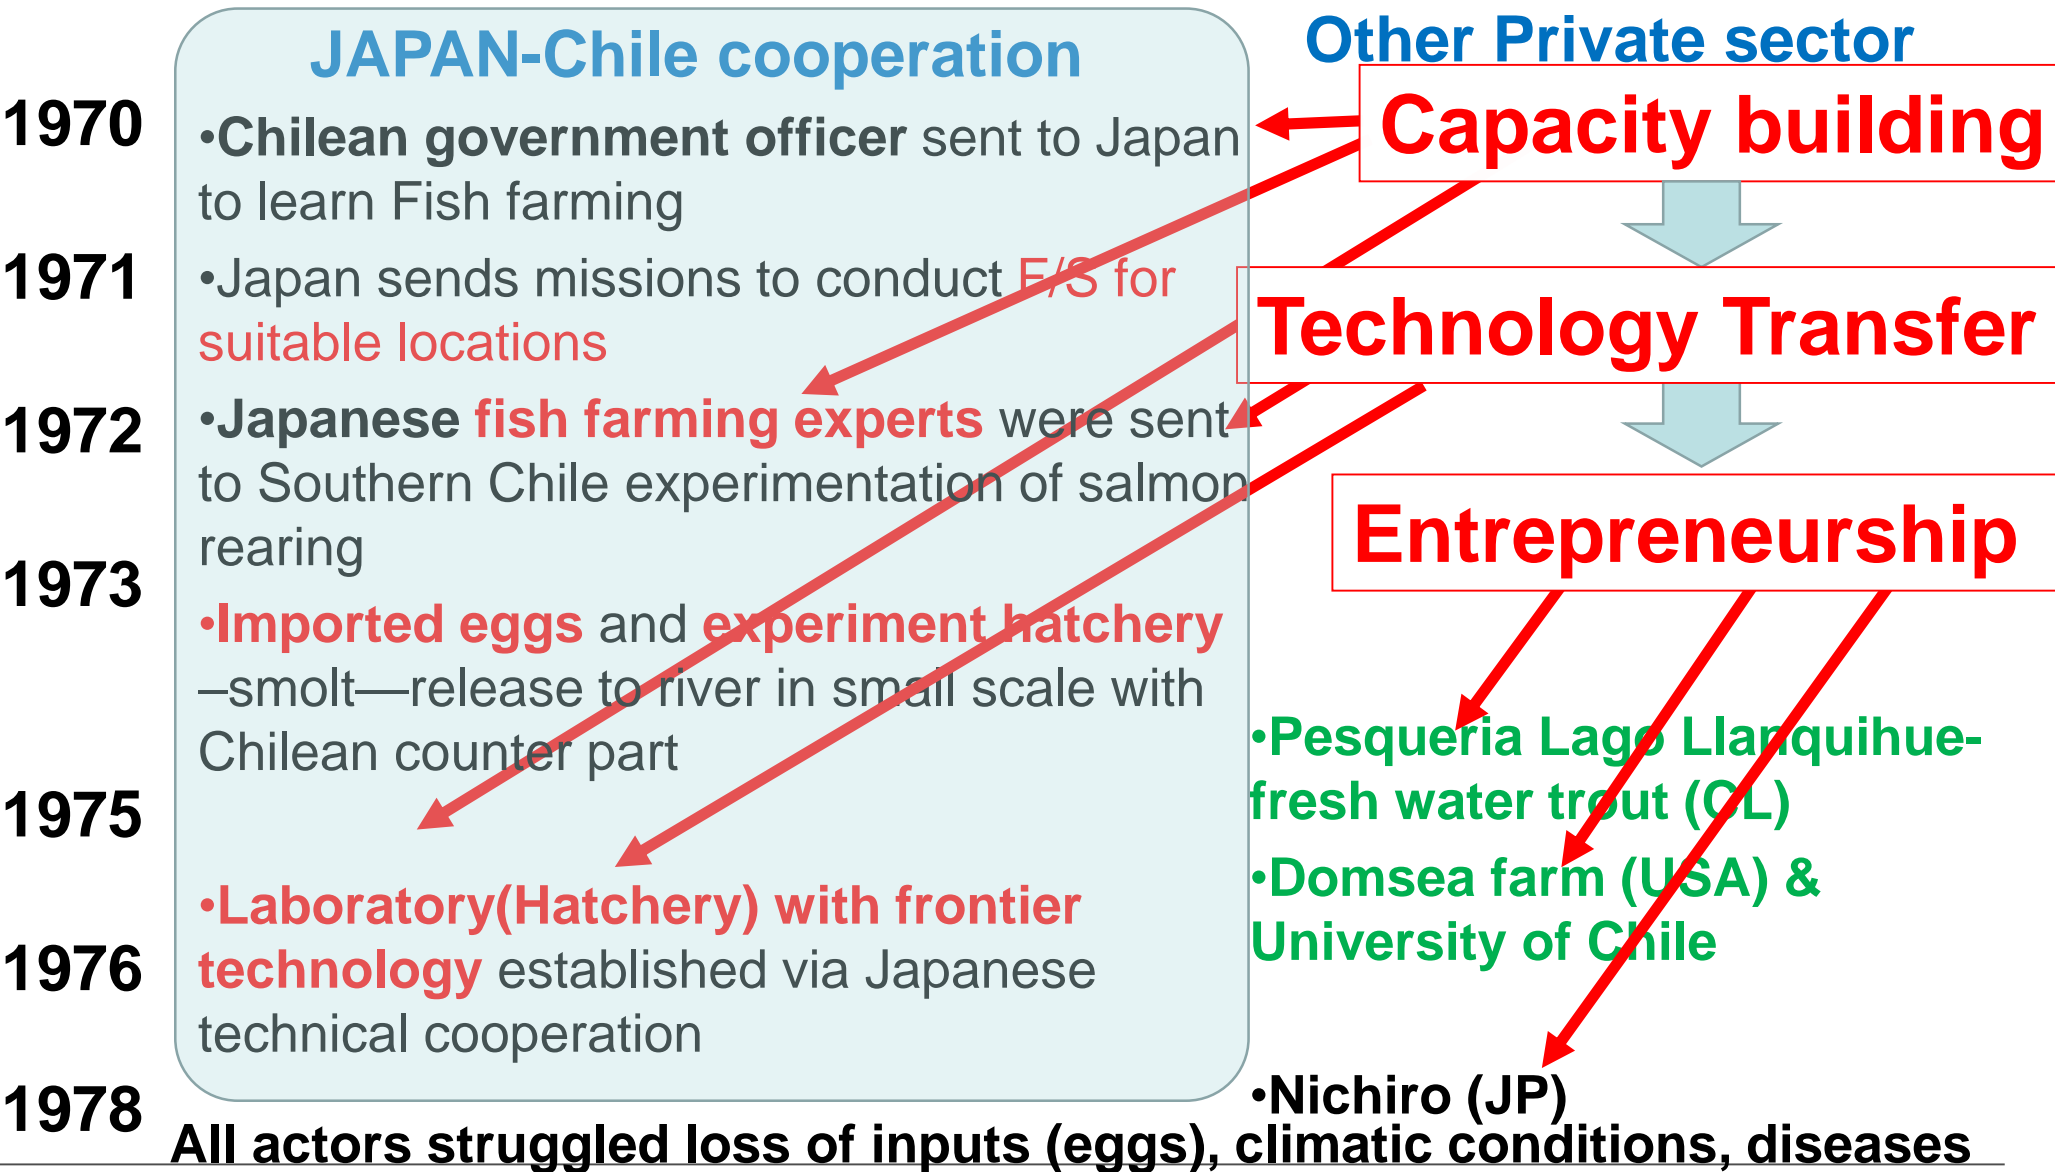 JAPAN-Chile cooperation
1970
•Chilean government officer sent to Japan
to learn Fish farming
1971
•Japan sends missions to conduct F/S for
suitable locations
1972
•Japanese fish farming experts were sent
to Southern Chile experimentation of salmon
rearing
1973
•Imported eggs and experiment hatchery
–smolt—release to river in small scale with
Chilean counter part
1975
•Laboratory(Hatchery) with frontier
1976
technology established via Japanese
technical cooperation
1978
Other Private sector
Capacity building
Technology Transfer
Entrepreneurship
•Pesqueria Lago Llanquihue-
fresh water trout (CL)
•Domsea farm (USA) &
University of Chile
•Nichiro (JP)
All actors struggled loss of inputs (eggs), climatic conditions, diseases